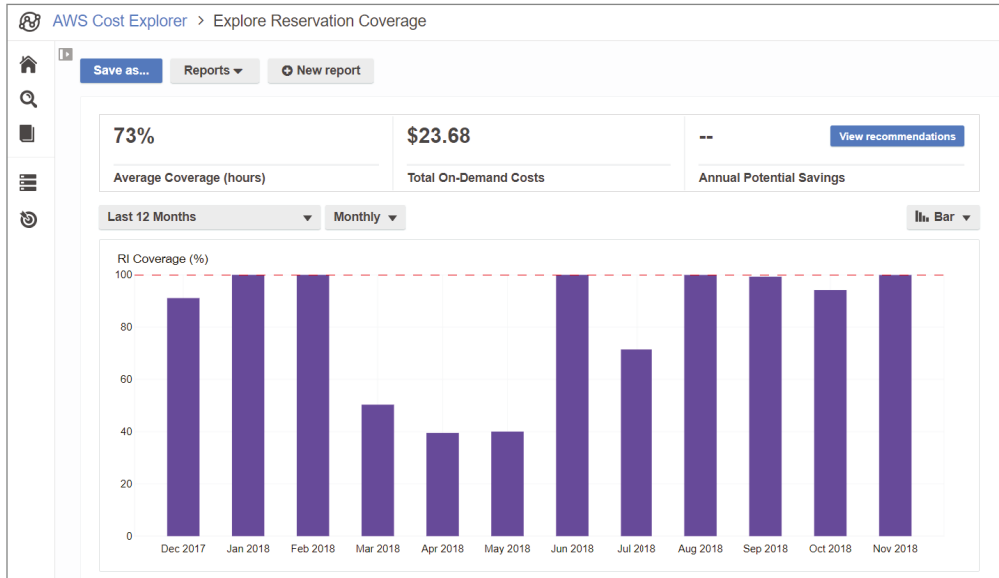 AWS Cost Explorer > Explore Reservation Coverage
Save as... Reports New report
73% $23.68 -- View recommendations
Average Coverage (hours) Total On-Demand Costs Annual Potential Savings
Last 12 Months Monthly Bar
RI Coverage (%)
100
80
60
40
20
0
Dec 2017 Jan 2018 Feb 2018 Mar 2018 Apr 2018 May 2018 Jun 2018 Jul 2018 Aug 2018 Sep 2018 Oct 2018 Nov 2018